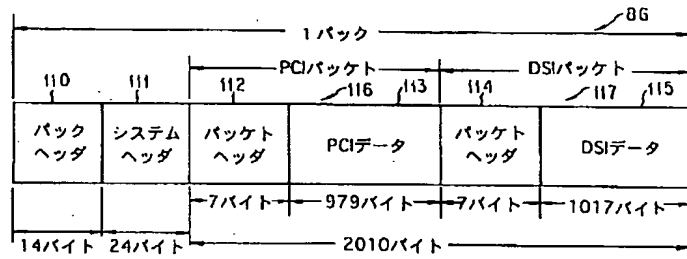 86
1パック
PCIパケット
DSIパケット
110
111
112
116
113
114
117
115
パック
ヘッダ
システム
ヘッダ
パケット
ヘッダ
PCIデータ
パケット
ヘッダ
DSIデータ
7バイト
979バイト
7バイト
1017バイト
14バイト
24バイト
2010バイト